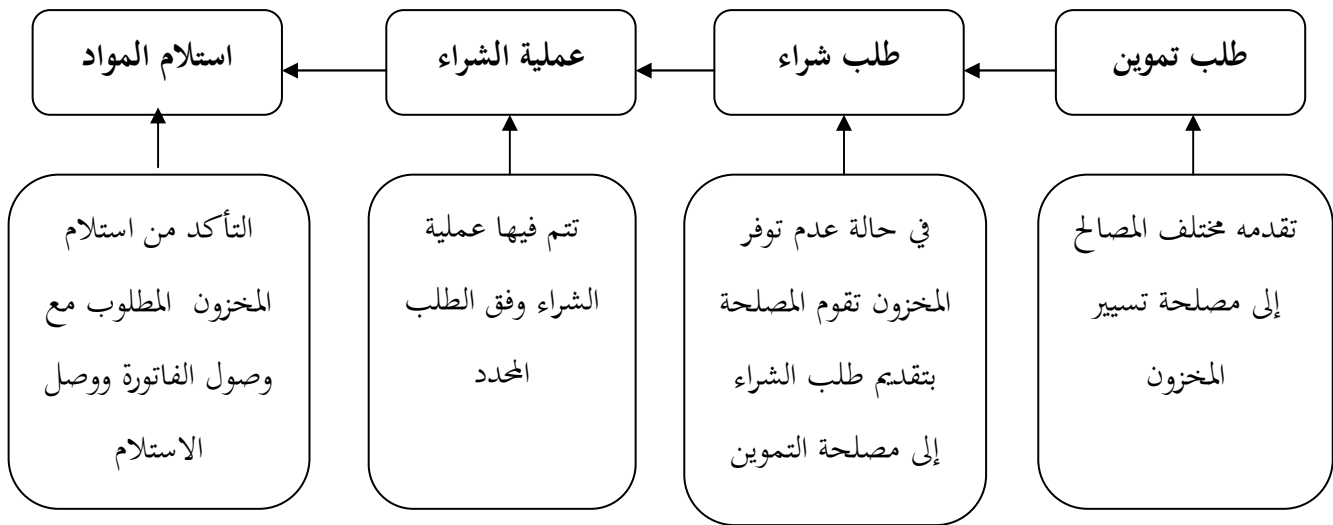 طلب تموين
طلب شراء
عملية الشراء
استلام المواد
تقدمه مختلف المصالح
إلى مصلحة تسيير
المخزون
في حالة عدم توفر
المخزون تقوم المصلحة
بتقديم طلب الشراء
إلى مصلحة التموين
تتم فيها عملية
الشراء وفق الطلب
المحدد
التأكد من استلام
المخزون المطلوب مع
وصول الفاتورة ووصل
الاستلام